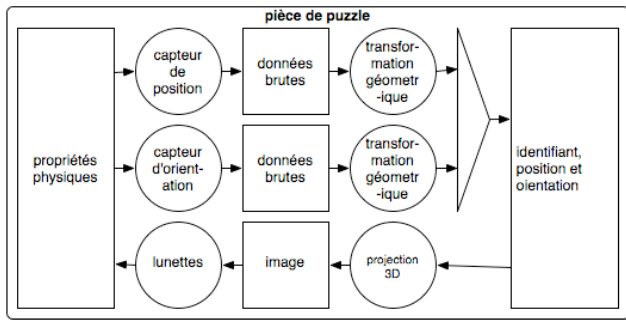 pièce de puzzle
propriétés
physiques
capteur
de
position
données
brutes
transfor-
mation
géometr
-ique
capteur
d'orient-
ation
données
brutes
transfor-
mation
géometr
-ique
identifiant,
position et
oientation
lunettes
image
projection
3D